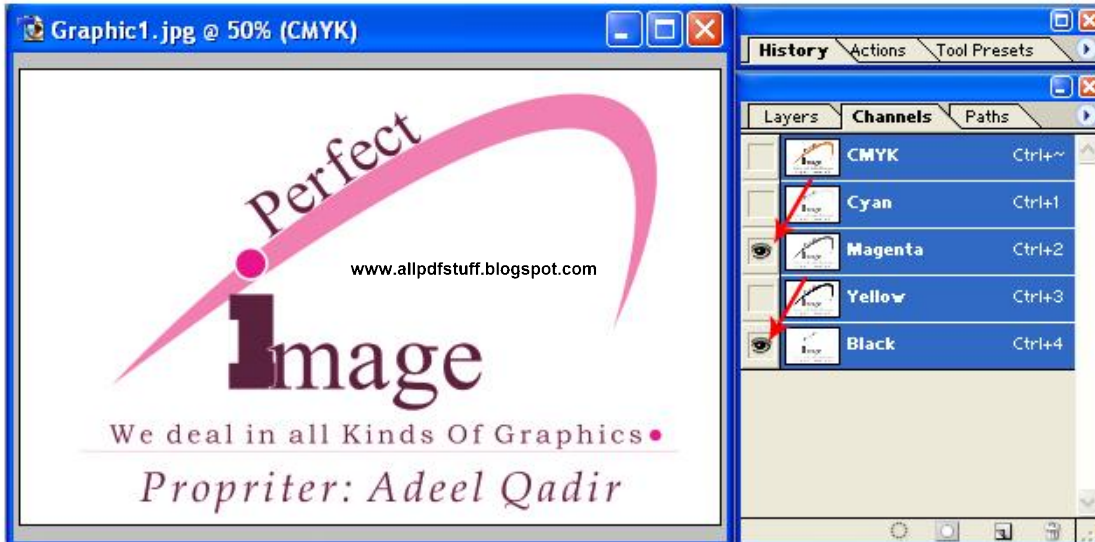 Graphic1.jpg @ 50% (CMYK)
Perfect
www.allpdfstuff.blogspot.com
Image
We deal in all Kinds Of Graphics
Propriter: Adeel Qadir
History Actions Tool Presets
Layers Channels Paths
CMYK Ctrl+~
Cyan Ctrl+1
Magenta Ctrl+2
Yellow Ctrl+3
Black Ctrl+4